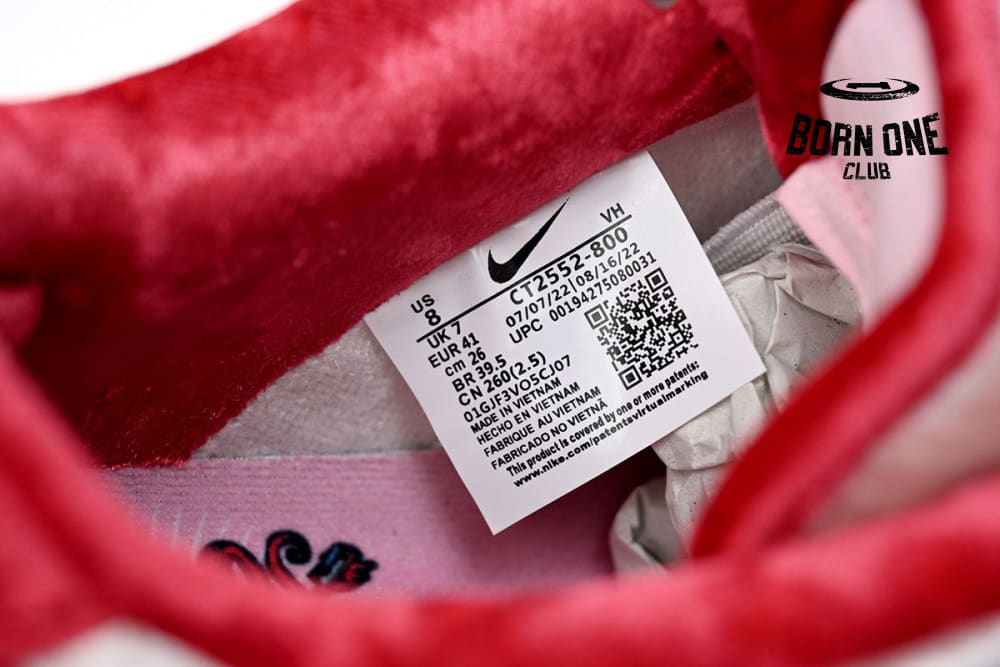 BORN ONE
CLUB
VH
CT2552-800
07/07/22|08/16/22
UPC 00194275080031
US
8
UK 7
EUR 41
cm 26
BR 39.5
CN 260(2.5)
01GJF3VO5CJ07
MADE IN VIETNAM
HECHO EN VIETNAM
FABRIQUE AU VIETNAM
FABRICADO NO VIETNÃ
This product is covered by one or more patents:
www.nike.com/patentsvirtualmarking